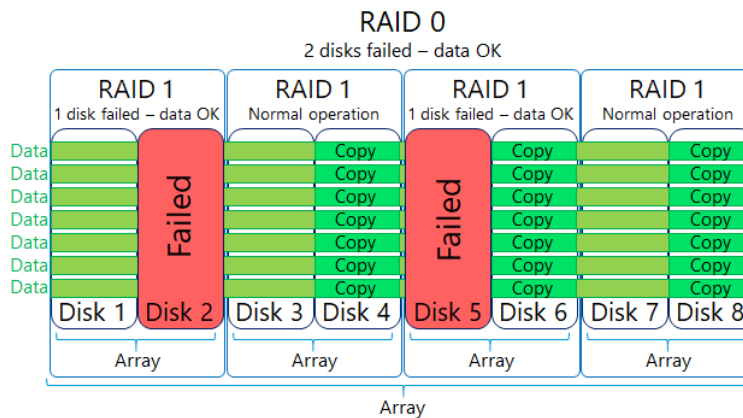 RAID 0
2 disks failed – data OK
RAID 1
1 disk failed – data OK
RAID 1
Normal operation
RAID 1
1 disk failed – data OK
RAID 1
Normal operation
Data Copy Copy Copy
Data Copy Copy Copy
Data Copy Copy Copy
Data Copy Copy Copy
Data Copy Copy Copy
Data Copy Copy Copy
Data Copy Copy Copy
Failed
Failed
Disk 1 Disk 2 Disk 3 Disk 4 Disk 5 Disk 6 Disk 7 Disk 8
Array Array Array Array
Array